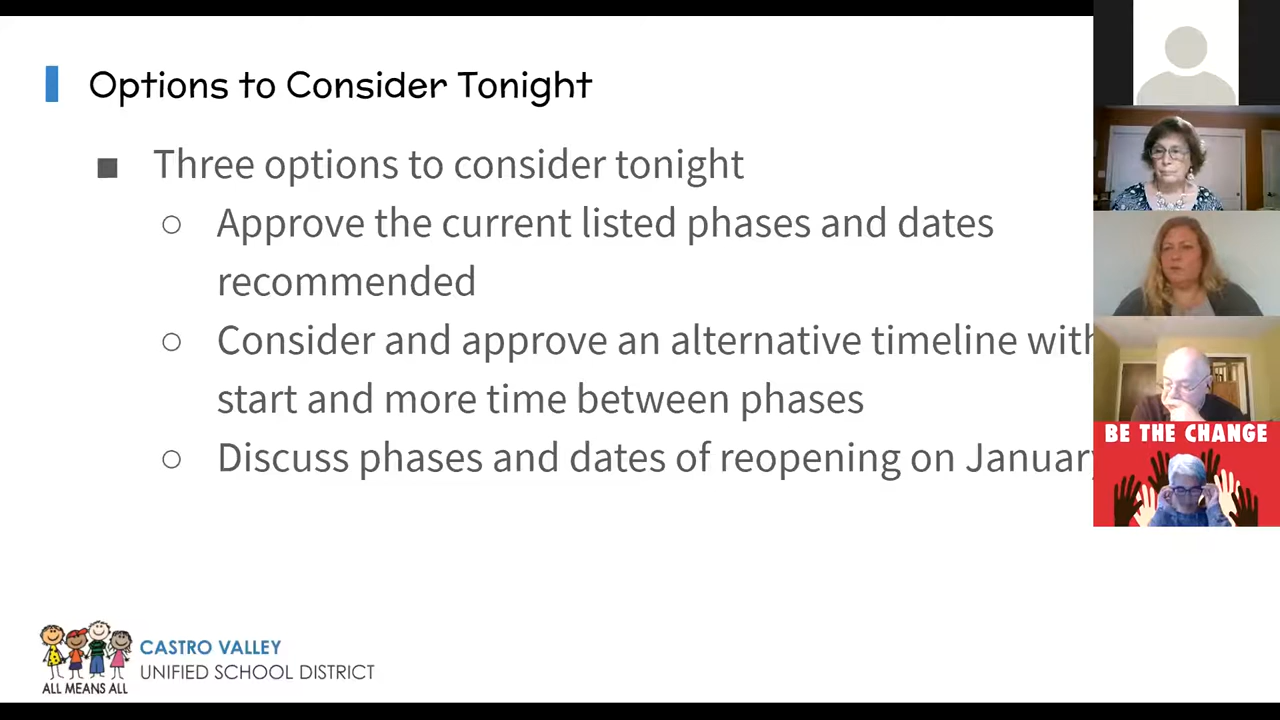 Options to Consider Tonight
Three options to consider tonight
Approve the current listed phases and dates
recommended
Consider and approve an alternative timeline with
start and more time between phases
Discuss phases and dates of reopening on January
BE THE CHANGE
CASTRO VALLEY
UNIFIED SCHOOL DISTRICT
ALL MEANS ALL